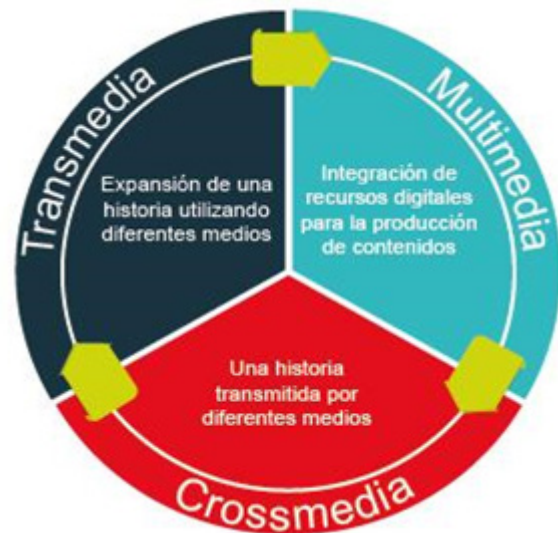 Transmedia
Expansión de una
historia utilizando
diferentes medios
Multimedia
Integración de
recursos digitales
para la producción
de contenidos
Una historia
transmitida por
diferentes medios
Crossmedia